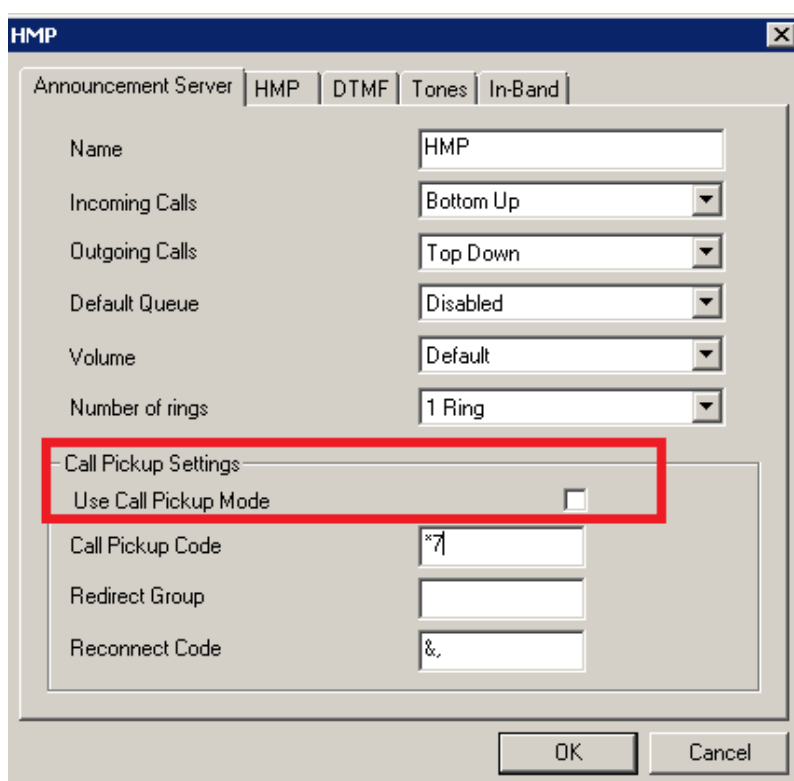 HMP
Announcement Server HMP DTMF Tones In-Band
Name HMP
Incoming Calls Bottom Up
Outgoing Calls Top Down
Default Queue Disabled
Volume Default
Number of rings 1 Ring
Call Pickup Settings
Use Call Pickup Mode
Call Pickup Code *7
Redirect Group
Reconnect Code &,
OK Cancel